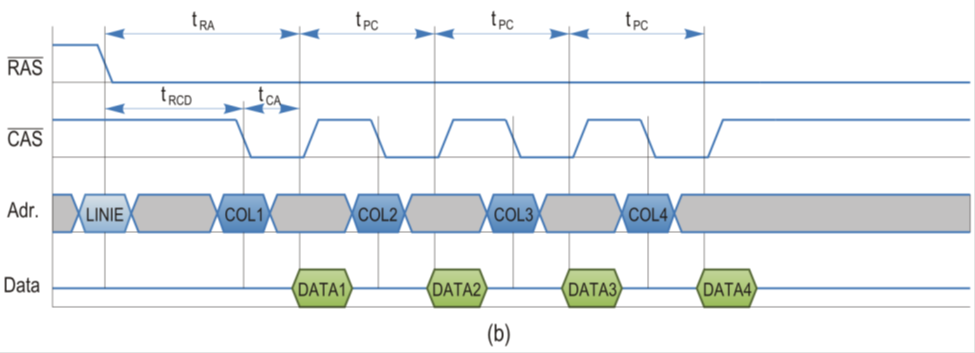 tRA tPC tPC tPC
RAS
tRCD tCA
CAS
Adr. LINIE COL1 COL2 COL3 COL4
Data DATA1 DATA2 DATA3 DATA4
(b)